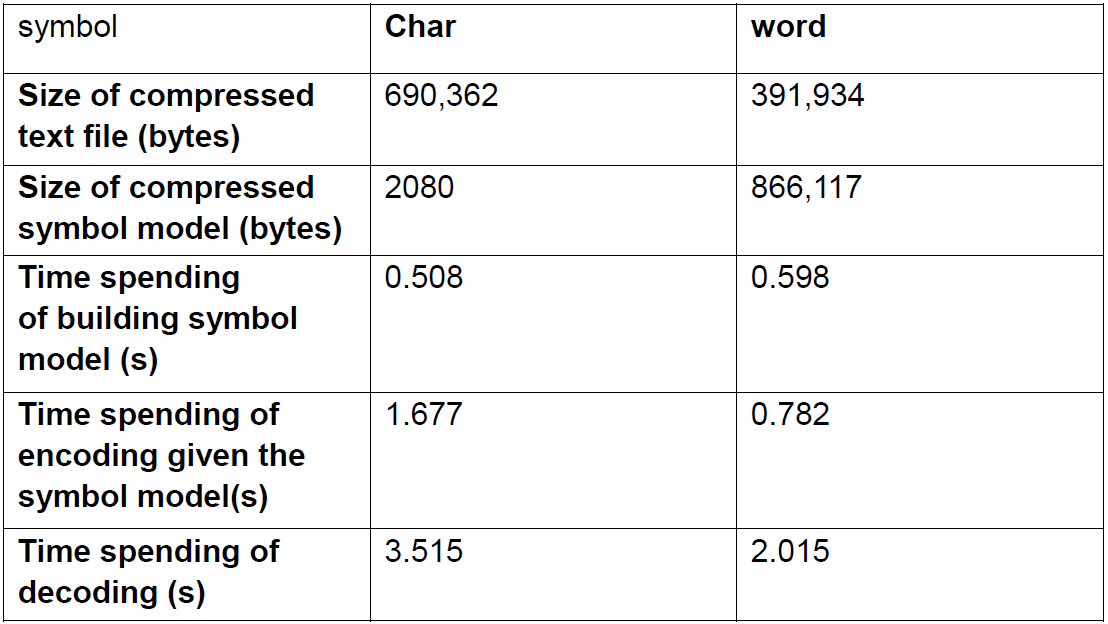 symbol Char word
Size of compressed 690,362 391,934
text file (bytes)
Size of compressed 2080 866,117
symbol model (bytes)
Time spending 0.508 0.598
of building symbol
model (s)
Time spending of 1.677 0.782
encoding given the
symbol model(s)
Time spending of 3.515 2.015
decoding (s)